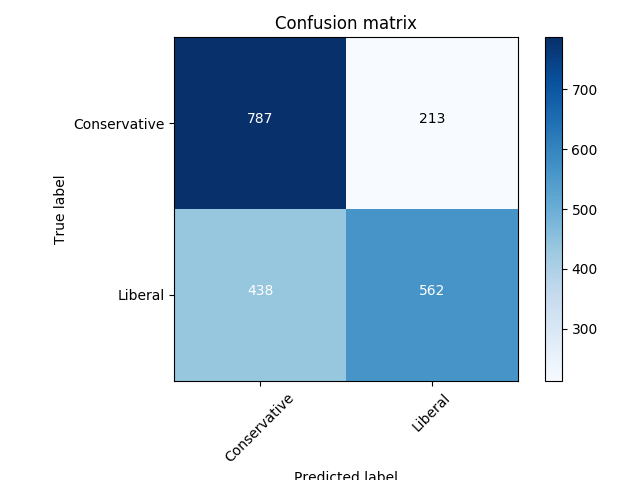 Confusion matrix
Conservative
787
213
True label
Liberal
438
562
Conservative
Liberal
Predicted label
700
600
500
400
300